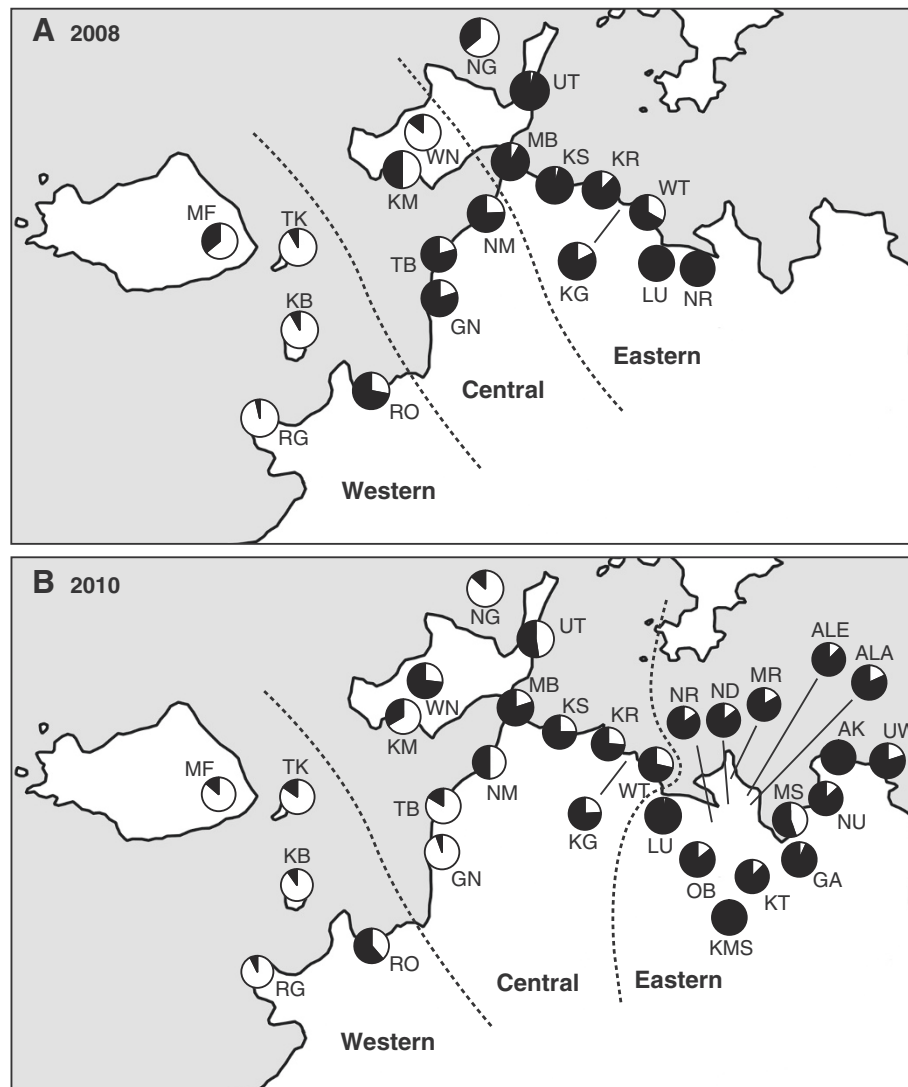 A 2008
NG
UT
MB
WN
KS
KR
KM
WT
MF
TK
NM
TB
KG
LU
NR
KB
GN
Eastern
Central
RO
RG
Western
B 2010
NG
UT
ALE
ALA
MR
ND
NR
WN
MB
KS
KR
AK
UW
KM
MF
TK
NM
WT
MS
TB
NU
KG
LU
KB
GN
OB
KT
GA
KMS
RO
RG
Central
Eastern
Western